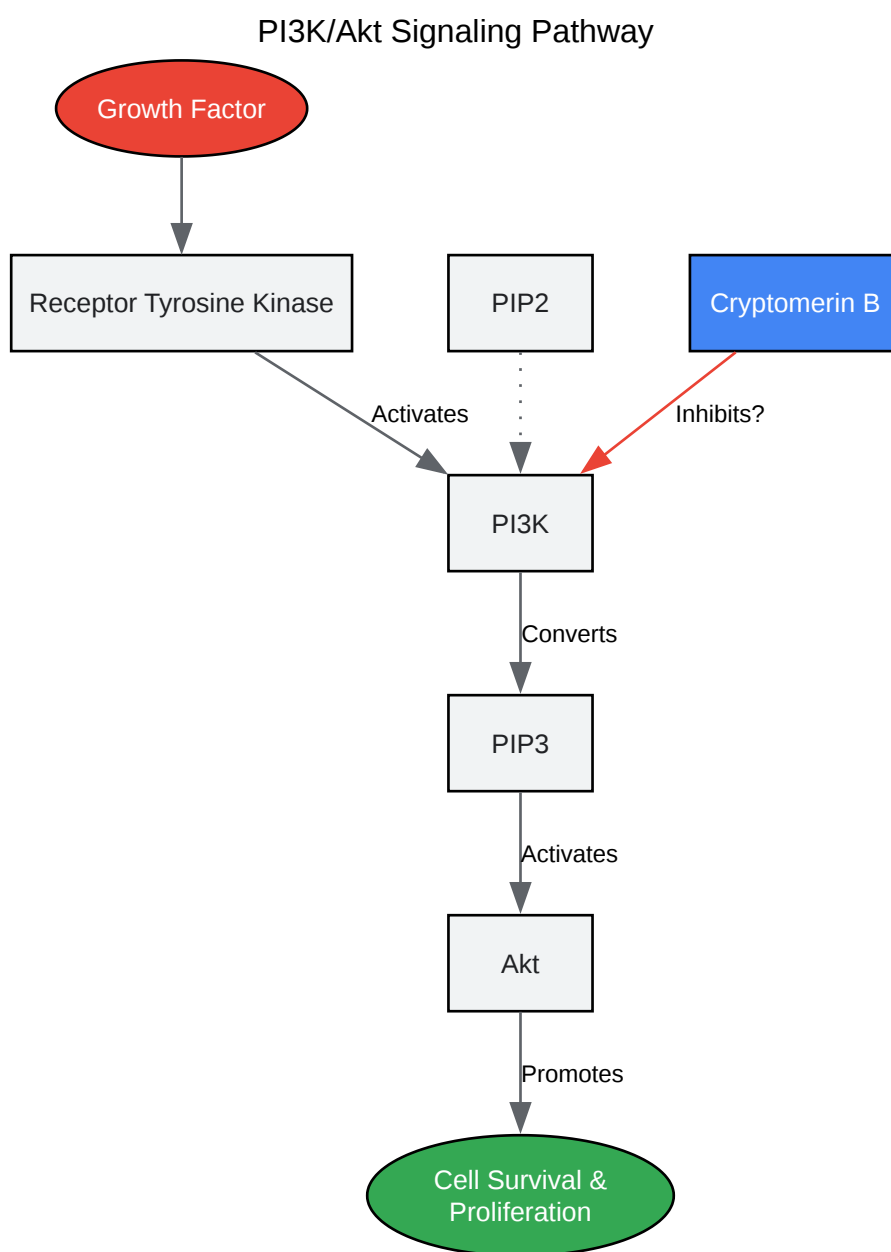 PI3K/Akt Signaling Pathway
Growth Factor
Receptor Tyrosine Kinase
PIP2
Cryptomerin B
Activates
Inhibits?
PI3K
Converts
PIP3
Activates
Akt
Promotes
Cell Survival &
Proliferation